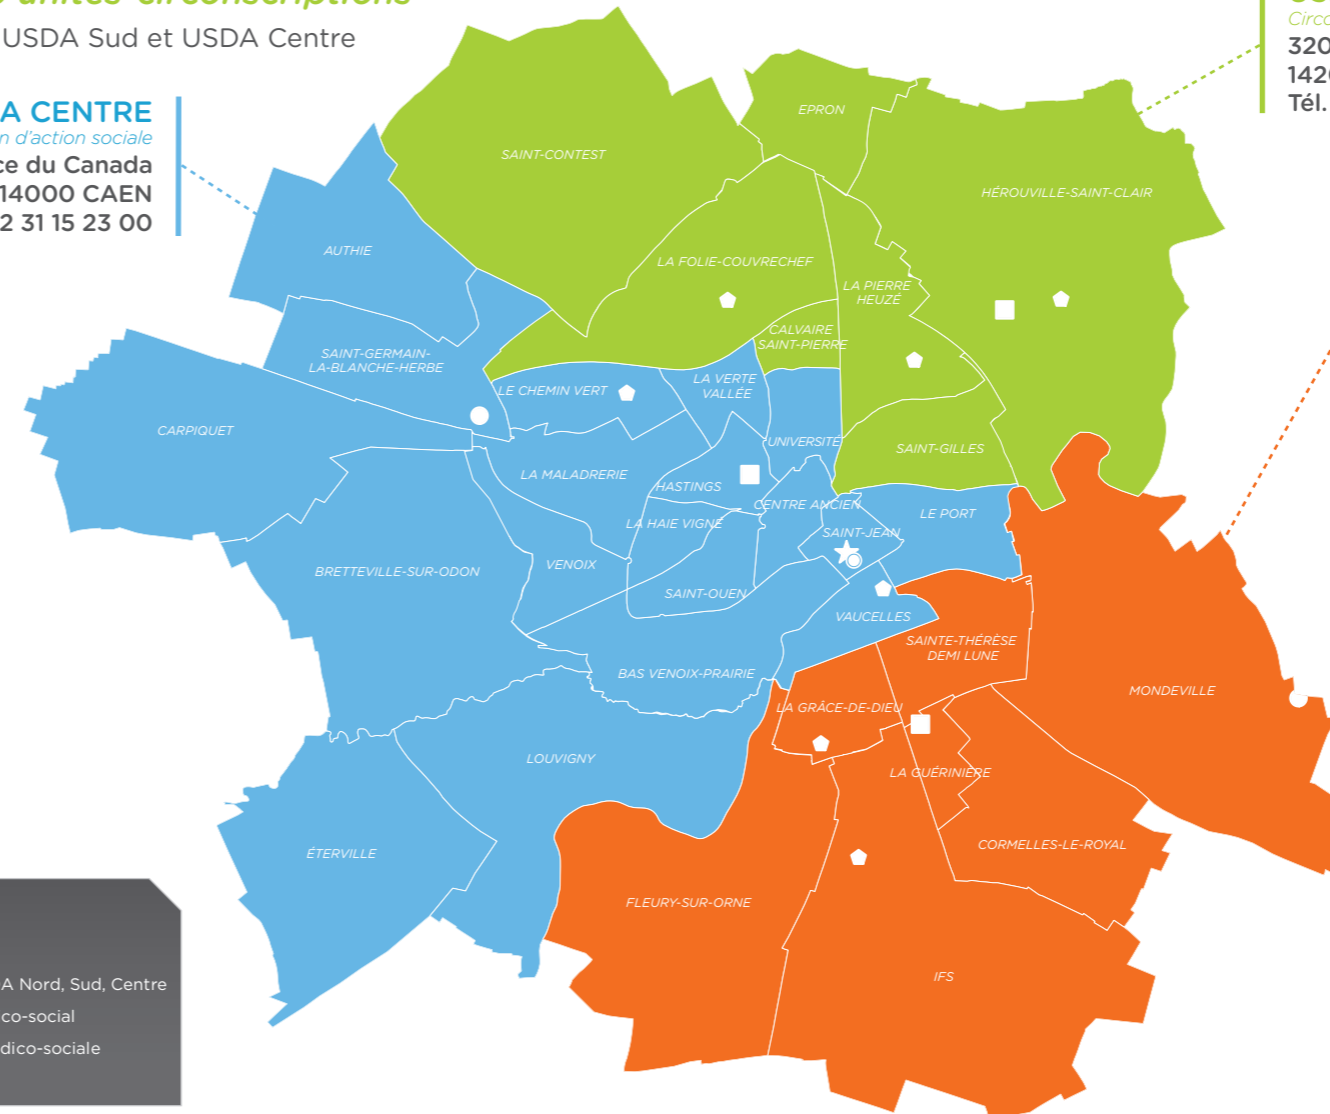 unités-circonscriptions
USDA Sud et USDA Centre
A CENTRE
n d'action sociale
ce du Canada
14000 CAEN
2 31 15 23 00
Circo
320
142
Tél.
EPRON
SAINT-CONTEST
HÉROUVILLE-SAINT-CLAIR
AUTHIE
LA FOLIE-COUVRECHEF
LA PIERRE
HEUZÉ
CALVAIRE
SAINT-PIERRE
SAINT-GERMAIN-
LA-BLANCHE-HERBE
LE CHEMIN VERT
LA VERTE
VALLÉE
CARPIQUET
UNIVERSITÉ
SAINT-GILLES
LA MALADRERIE
HASTINGS
CENTRE ANCIEN
LE PORT
LA HAIE VIGNÉ
SAINT-JEAN
BRETTEVILLE-SUR-ODON
VENOIX
SAINT-OUEN
VAUCELLES
SAINTE-THÉRÈSE
DEMI LUNE
BAS VENOIX-PRAIRIE
MONDEVILLE
LA GRÂCE-DE-DIEU
LOUVIGNY
LA GUÉRINIÈRE
ÉTERVILLE
CORMELLES-LE-ROYAL
FLEURY-SUR-ORNE
IFS
A Nord, Sud, Centre
co-social
dico-sociale